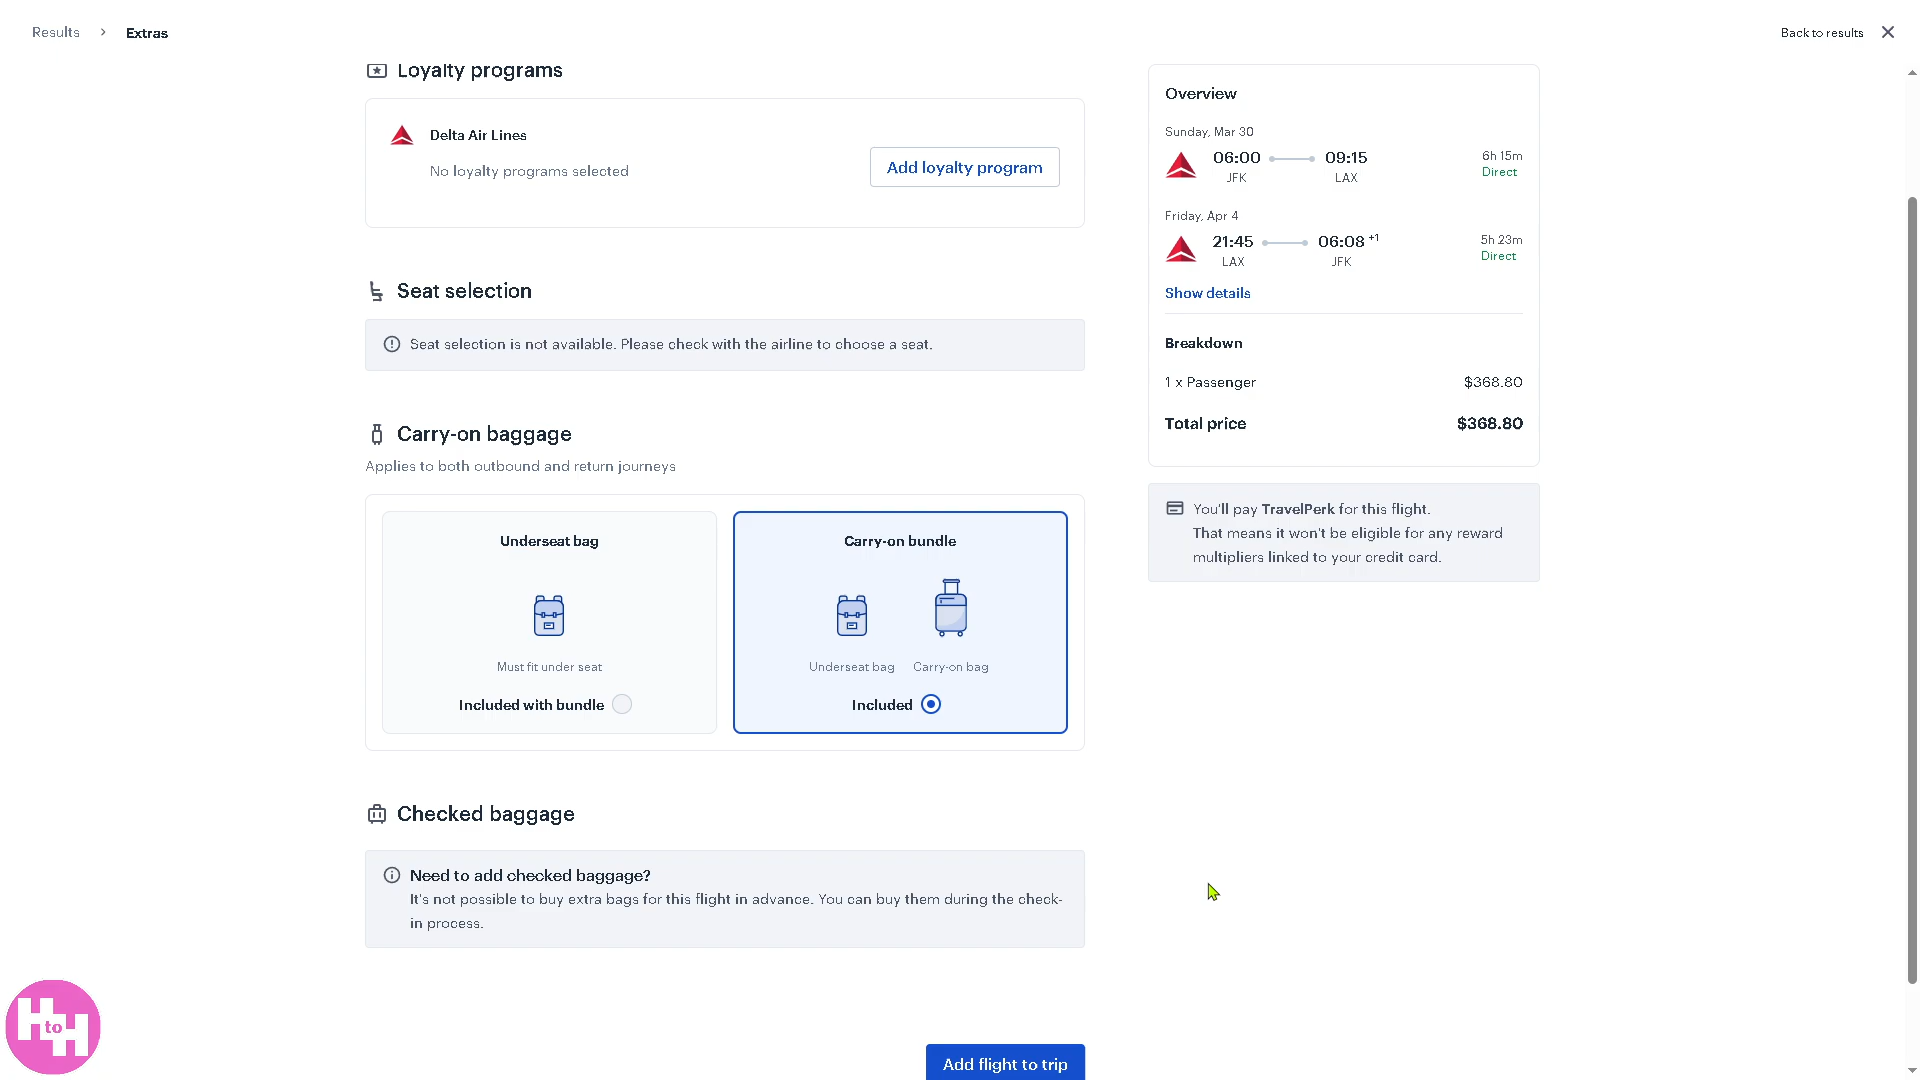 Results
Extras
Back to results
Loyalty programs
Delta Air Lines
No loyalty programs selected
Add loyalty program
Seat selection
Seat selection is not available. Please check with the airline to choose a seat.
Carry-on baggage
Applies to both outbound and return journeys
Underseat bag
Must fit under seat
Included with bundle
Carry-on bundle
Underseat bag
Carry-on bag
Included
Checked baggage
Need to add checked baggage?
It's not possible to buy extra bags for this flight in advance. You can buy them during the check-
in process.
Add flight to trip
Overview
Sunday, Mar 30
06:00 09:15 6h 15m
JFK LAX Direct
Friday, Apr 4
21:45 06:08 +1 5h 23m
LAX JFK Direct
Show details
Breakdown
1 x Passenger $368.80
Total price $368.80
You'll pay TravelPerk for this flight.
That means it won't be eligible for any reward
multipliers linked to your credit card.
H to H